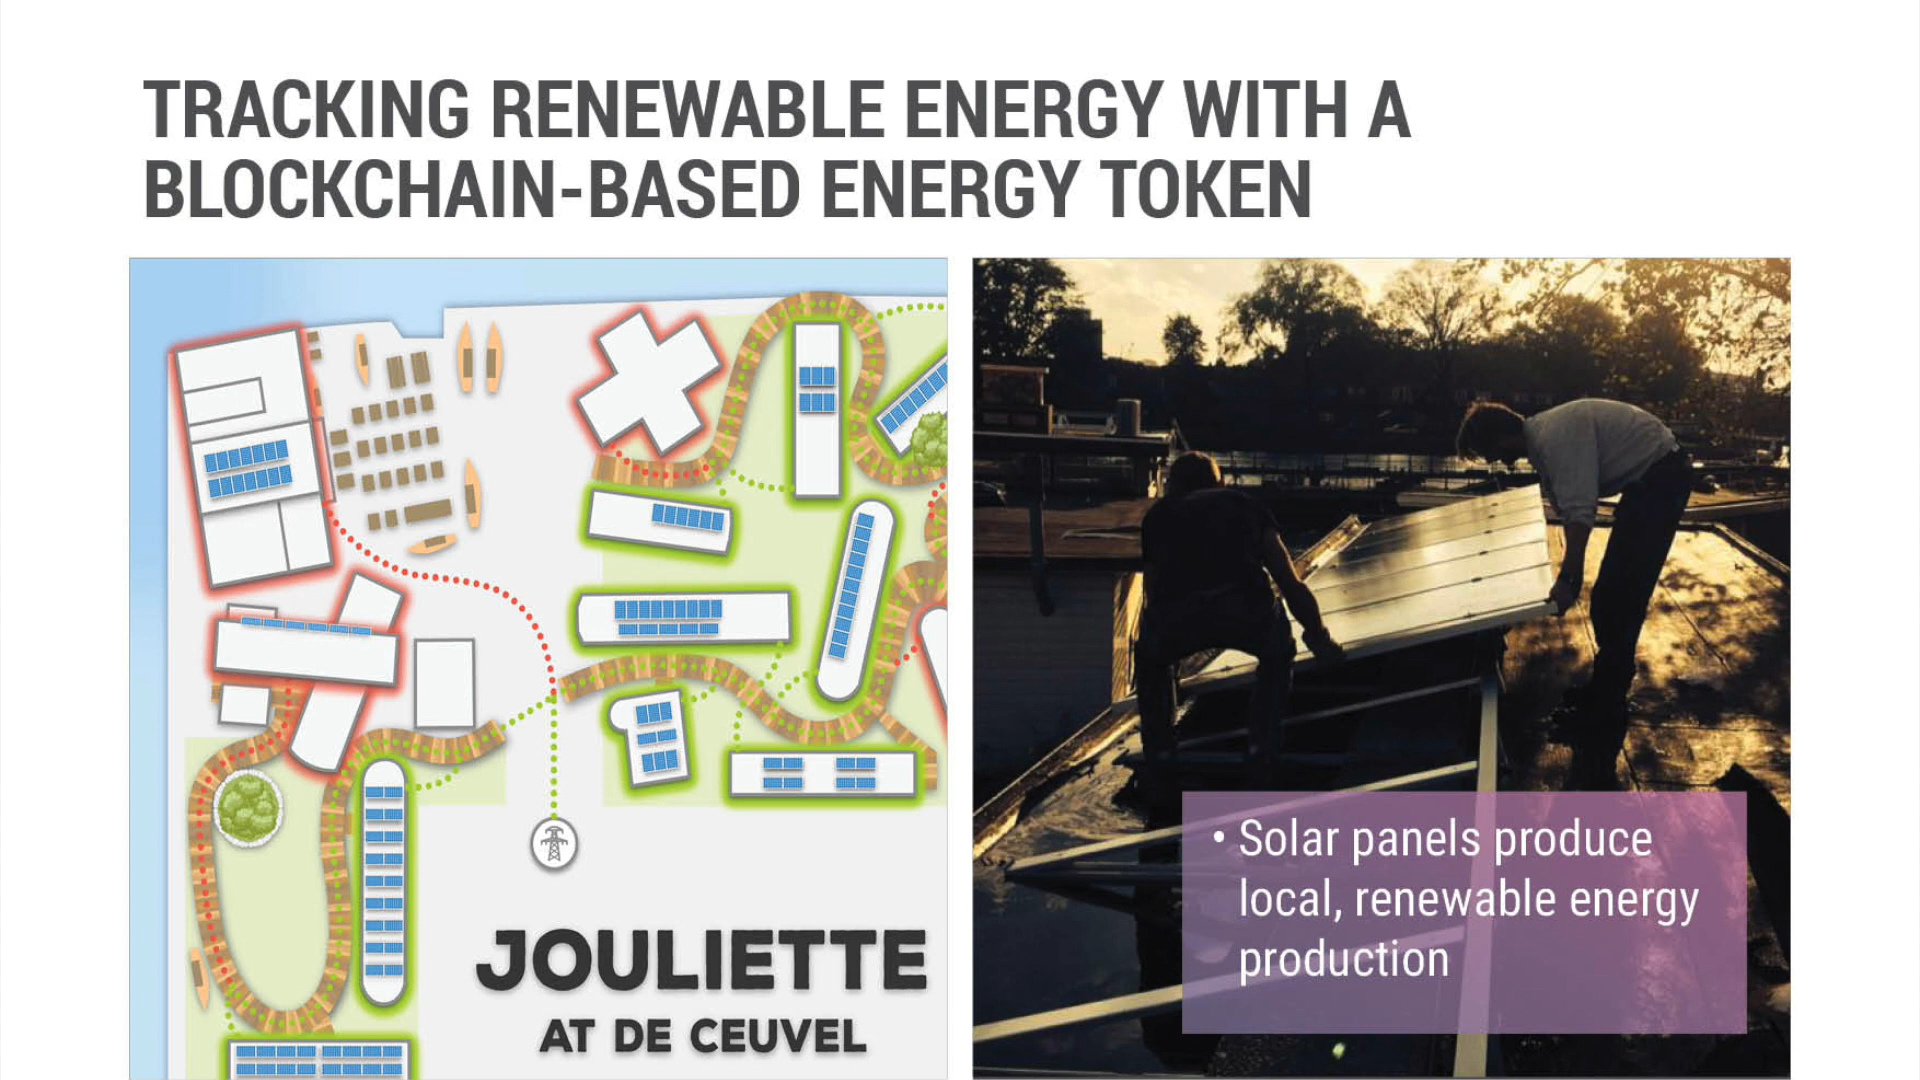 TRACKING RENEWABLE ENERGY WITH A
BLOCKCHAIN-BASED ENERGY TOKEN
JOULIETTE
AT DE CEUVEL
• Solar panels produce
local, renewable energy
production